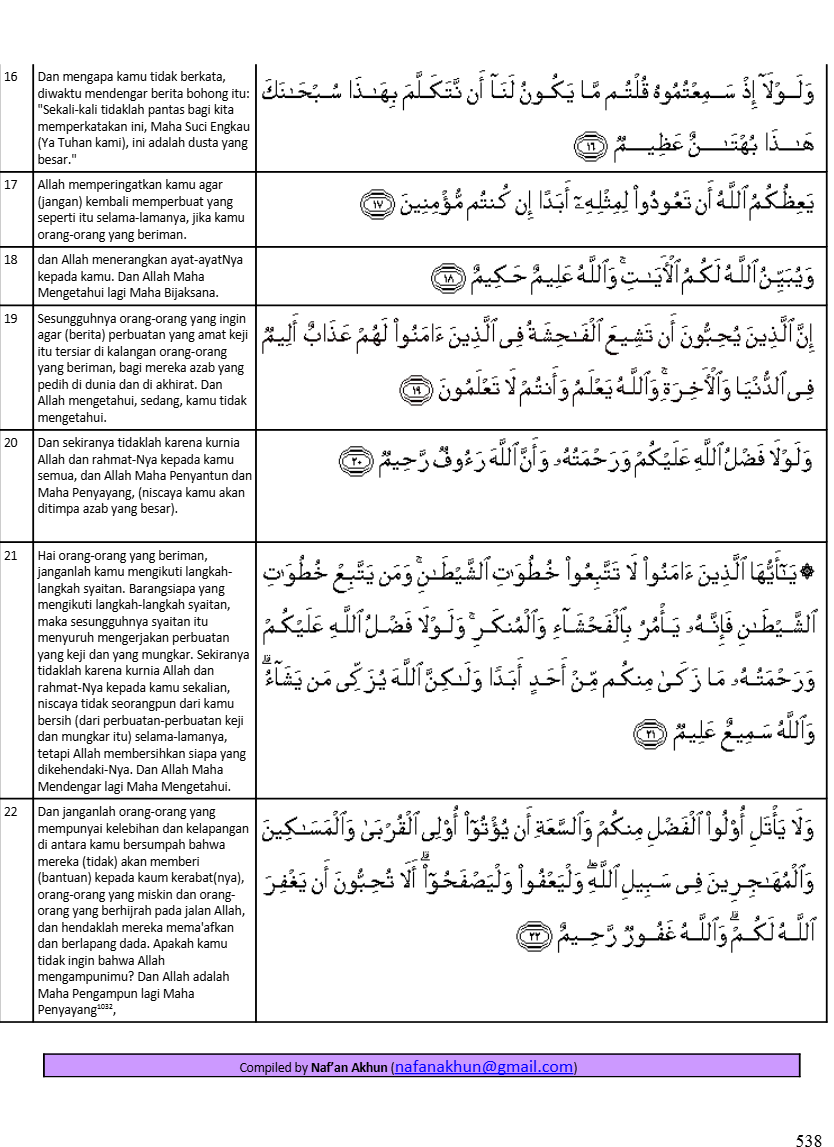 16
Dan mengapa kamu tidak berkata,
diwaktu mendengar berita bohong itu:
"Sekali-kali tidaklah pantas bagi kita
memperkatakan ini, Maha Suci Engkau
(Ya Tuhan kami), ini adalah dusta yang
besar."
وَلَوْلَآ إِذْ سَمِعْتُمُوهُ قُلْتُم مَّا يَكُونُ لَنَآ أَن نَّتَكَلَّمَ بِهَـٰذَا سُبْحَـٰنَكَ
هَـٰذَا بُهْتَـٰنٌ عَظِيمٌ ١٦
17
Allah memperingatkan kamu agar
(jangan) kembali memperbuat yang
seperti itu selama-lamanya, jika kamu
orang-orang yang beriman.
يَعِظُكُمُ ٱللَّهُ أَن تَعُودُواْ لِمِثْلِهِۦٓ أَبَدًا إِن كُنتُم مُّؤْمِنِينَ ١٧
18
dan Allah menerangkan ayat-ayatNya
kepada kamu. Dan Allah Maha
Mengetahui lagi Maha Bijaksana.
وَيُبَيِّنُ ٱللَّهُ لَكُمُ ٱلْأَيَـٰتِ ۚ وَٱللَّهُ عَلِيمٌ حَكِيمٌ ١٨
19
Sesungguhnya orang-orang yang ingin
agar (berita) perbuatan yang amat keji
itu tersiar di kalangan orang-orang
yang beriman, bagi mereka azab yang
pedih di dunia dan di akhirat. Dan
Allah mengetahui, sedang, kamu tidak
mengetahui.
إِنَّ ٱلَّذِينَ يُحِبُّونَ أَن تَشِيعَ ٱلْفَـٰحِشَةُ فِى ٱلَّذِينَ ءَامَنُواْ لَهُمْ عَذَابٌ أَلِيمٌ
فِى ٱلدُّنْيَا وَٱلْأَخِرَةِ ۚ وَٱللَّهُ يَعْلَمُ وَأَنتُمْ لَا تَعْلَمُونَ ١٩
20
Dan sekiranya tidaklah karena kurnia
Allah dan rahmat-Nya kepada kamu
semua, dan Allah Maha Penyantun dan
Maha Penyayang, (niscaya kamu akan
ditimpa azab yang besar).
وَلَوْلَا فَضْلُ ٱللَّهِ عَلَيْكُمْ وَرَحْمَتُهُۥ وَأَنَّ ٱللَّهَ رَءُوفٌ رَّحِيمٌ ٢٠
21
Hai orang-orang yang beriman,
janganlah kamu mengikuti langkah-
langkah syaitan. Barangsiapa yang
mengikuti langkah-langkah syaitan,
maka sesungguhnya syaitan itu
menyuruh mengerjakan perbuatan
yang keji dan yang mungkar. Sekiranya
tidaklah karena kurnia Allah dan
rahmat-Nya kepada kamu sekalian,
niscaya tidak seorangpun dari kamu
bersih (dari perbuatan-perbuatan keji
dan mungkar itu) selama-lamanya,
tetapi Allah membersihkan siapa yang
dikehendaki-Nya. Dan Allah Maha
Mendengar lagi Maha Mengetahui.
۞ يَـٰٓأَيُّهَا ٱلَّذِينَ ءَامَنُواْ لَا تَتَّبِعُواْ خُطُوَٰتِ ٱلشَّيْطَـٰنِ ۚ وَمَن يَتَّبِعْ خُطُوَٰتِ
ٱلشَّيْطَـٰنِ فَإِنَّهُۥ يَأْمُرُ بِٱلْفَحْشَآءِ وَٱلْمُنكَرِ ۚ وَلَوْلَا فَضْلُ ٱللَّهِ عَلَيْكُمْ
وَرَحْمَتُهُۥ مَا زَكَىٰ مِنكُم مِّنْ أَحَدٍ أَبَدًا وَلَـٰكِنَّ ٱللَّهَ يُزَكِّى مَن يَشَآءُ ۗ
وَٱللَّهُ سَمِيعٌ عَلِيمٌ ٢١
22
Dan janganlah orang-orang yang
mempunyai kelebihan dan kelapangan
di antara kamu bersumpah bahwa
mereka (tidak) akan memberi
(bantuan) kepada kaum kerabat(nya),
orang-orang yang miskin dan orang-
orang yang berhijrah pada jalan Allah,
dan hendaklah mereka mema'afkan
dan berlapang dada. Apakah kamu
tidak ingin bahwa Allah
mengampunimu? Dan Allah adalah
Maha Pengampun lagi Maha
Penyayang1032,
وَلَا يَأْتَلِ أُوْلُواْ ٱلْفَضْلِ مِنكُمْ وَٱلسَّعَةِ أَن يُؤْتُوٓاْ أُوْلِى ٱلْقُرْبَىٰ وَٱلْمَسَـٰكِينَ
وَٱلْمُهَـٰجِرِينَ فِى سَبِيلِ ٱللَّهِ ۖ وَلْيَعْفُواْ وَلْيَصْفَحُوٓاْ ۗ أَلَا تُحِبُّونَ أَن يَغْفِرَ
ٱللَّهُ لَكُمْ ۗ وَٱللَّهُ غَفُورٌ رَّحِيمٌ ٢٢
Compiled by Naf'an Akhun (nafanakhun@gmail.com)
538